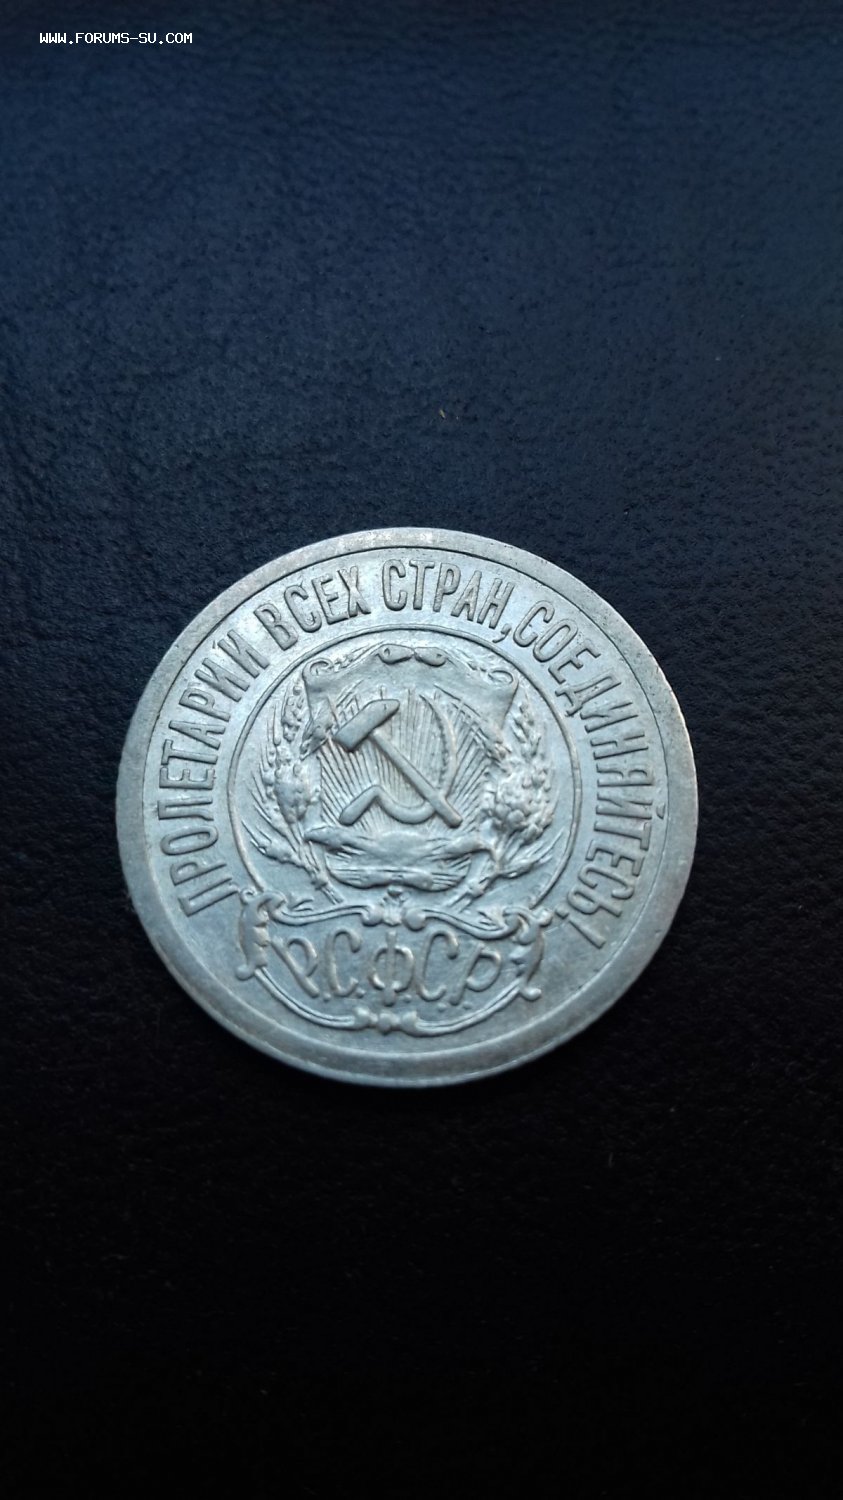 WWW.FORUMS-SU.COM
ПРОЛЕТАРИИ ВСЕХ СТРАН, СОЕДИНЯЙТЕСЬ!
Р.С.Ф.С.Р.